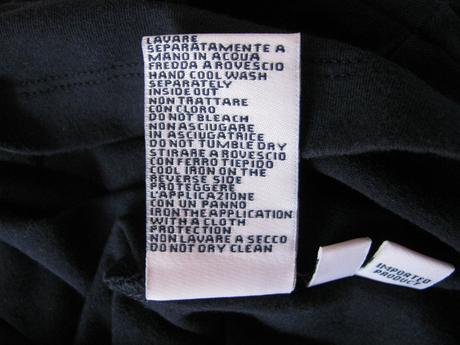 LAVARE
SEPARATAMENTE A
MANO IN ACQUA
FREDDA A ROVESCIO
HAND COOL WASH
SEPARATELY
INSIDE OUT
NON TRATTARE
CON CLORO
DO NOT BLEACH
NON ASCIUGARE
IN ASCIUGATRICE
DO NOT TUMBLE DRY
STIRARE A ROVESCIO
CON FERRO TIEPIDO
COOL IRON ON THE
REVERSE SIDE
PROTEGGERE
L'APPLICAZIONE
CON UN PANNO
IRON THE APPLICATION
WITH A CLOTH
PROTECTION
NON LAVARE A SECCO
DO NOT DRY CLEAN
IMPORTED
PRODUCT